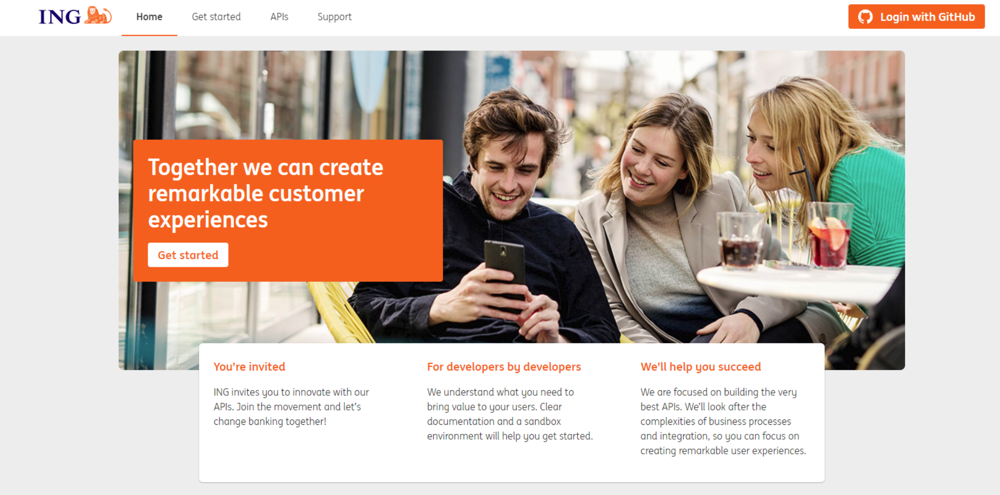 ING
Home
Get started
APIs
Support
Login with GitHub
Together we can create
remarkable customer
experiences
Get started
You’re invited
ING invites you to innovate with our
APIs. Join the movement and let’s
change banking together!
For developers by developers
We understand what you need to
bring value to your users. Clear
documentation and a sandbox
environment will help you get started.
We’ll help you succeed
We are focused on building the very
best APIs. We’ll look after the
complexities of business processes
and integration, so you can focus on
creating remarkable user experiences.